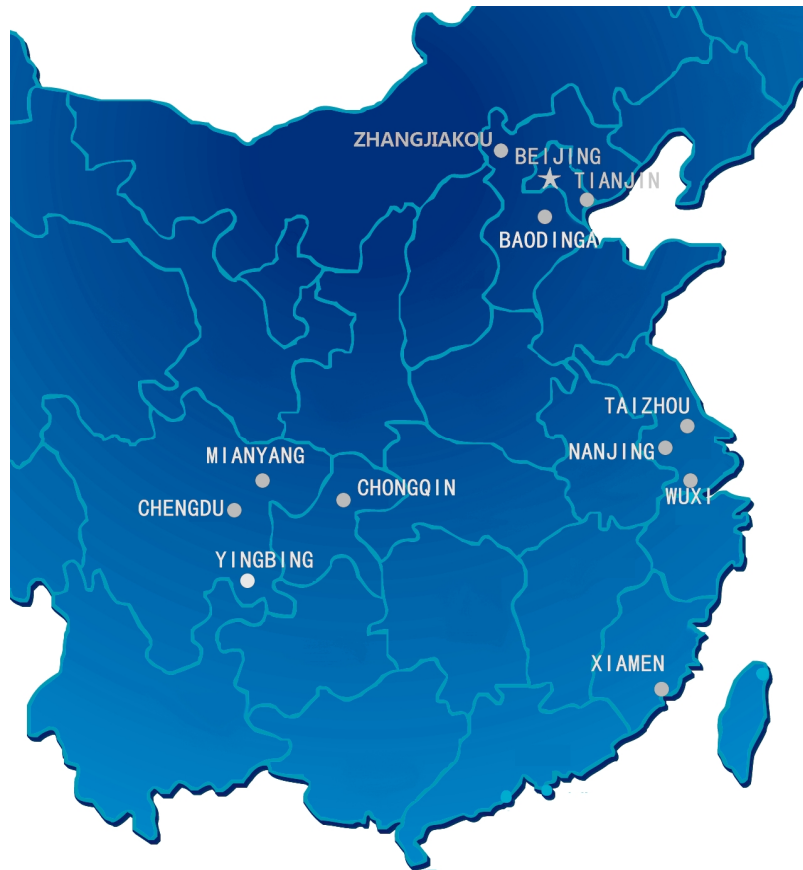 ZHANGJIAKOU
BEIJING
TIANJIN
BAODINGA
TAIZHOU
NANJING
MIANYANG
CHONGQIN
WUXI
CHENGDU
YINGBING
XIAMEN